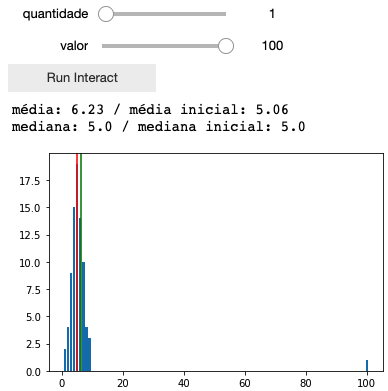 quantidade 1
valor 100
Run Interact
média: 6.23 / média inicial: 5.06
mediana: 5.0 / mediana inicial: 5.0
17.5
15.0
12.5
10.0
7.5
5.0
2.5
0.0
0 20 40 60 80 100